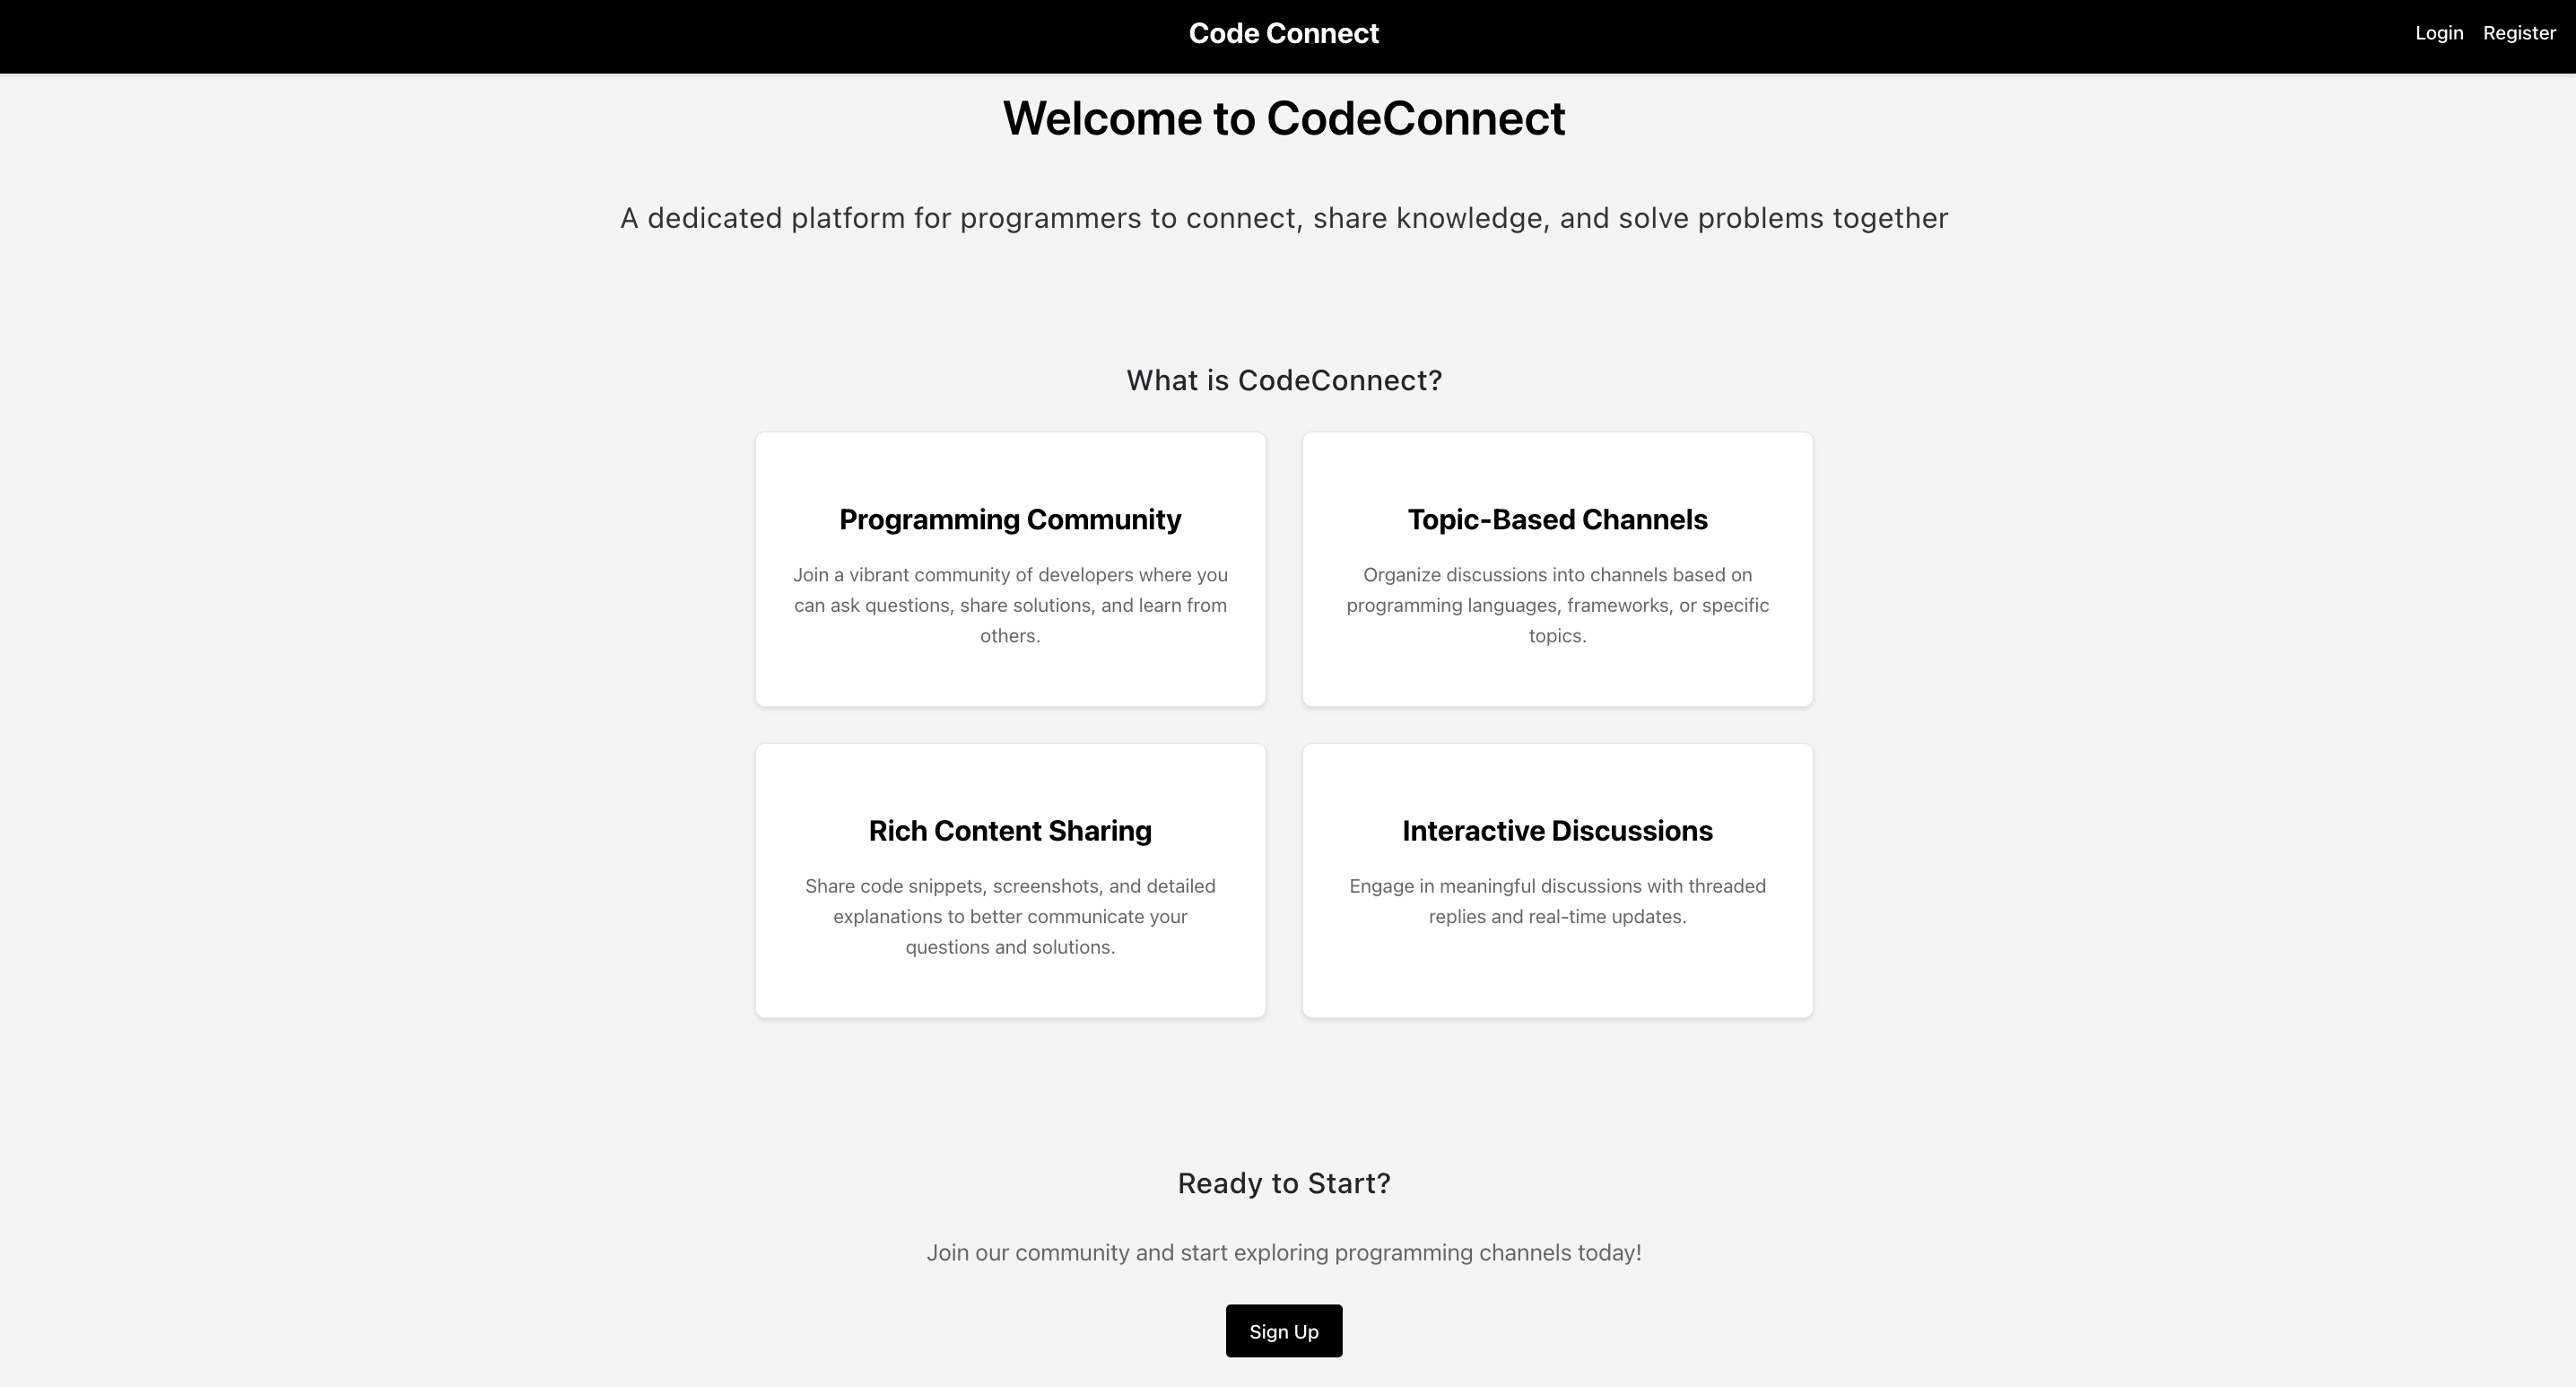 Code Connect
Login Register
Welcome to CodeConnect
A dedicated platform for programmers to connect, share knowledge, and solve problems together
What is CodeConnect?
Programming Community
Join a vibrant community of developers where you
can ask questions, share solutions, and learn from
others.
Topic-Based Channels
Organize discussions into channels based on
programming languages, frameworks, or specific
topics.
Rich Content Sharing
Share code snippets, screenshots, and detailed
explanations to better communicate your
questions and solutions.
Interactive Discussions
Engage in meaningful discussions with threaded
replies and real-time updates.
Ready to Start?
Join our community and start exploring programming channels today!
Sign Up